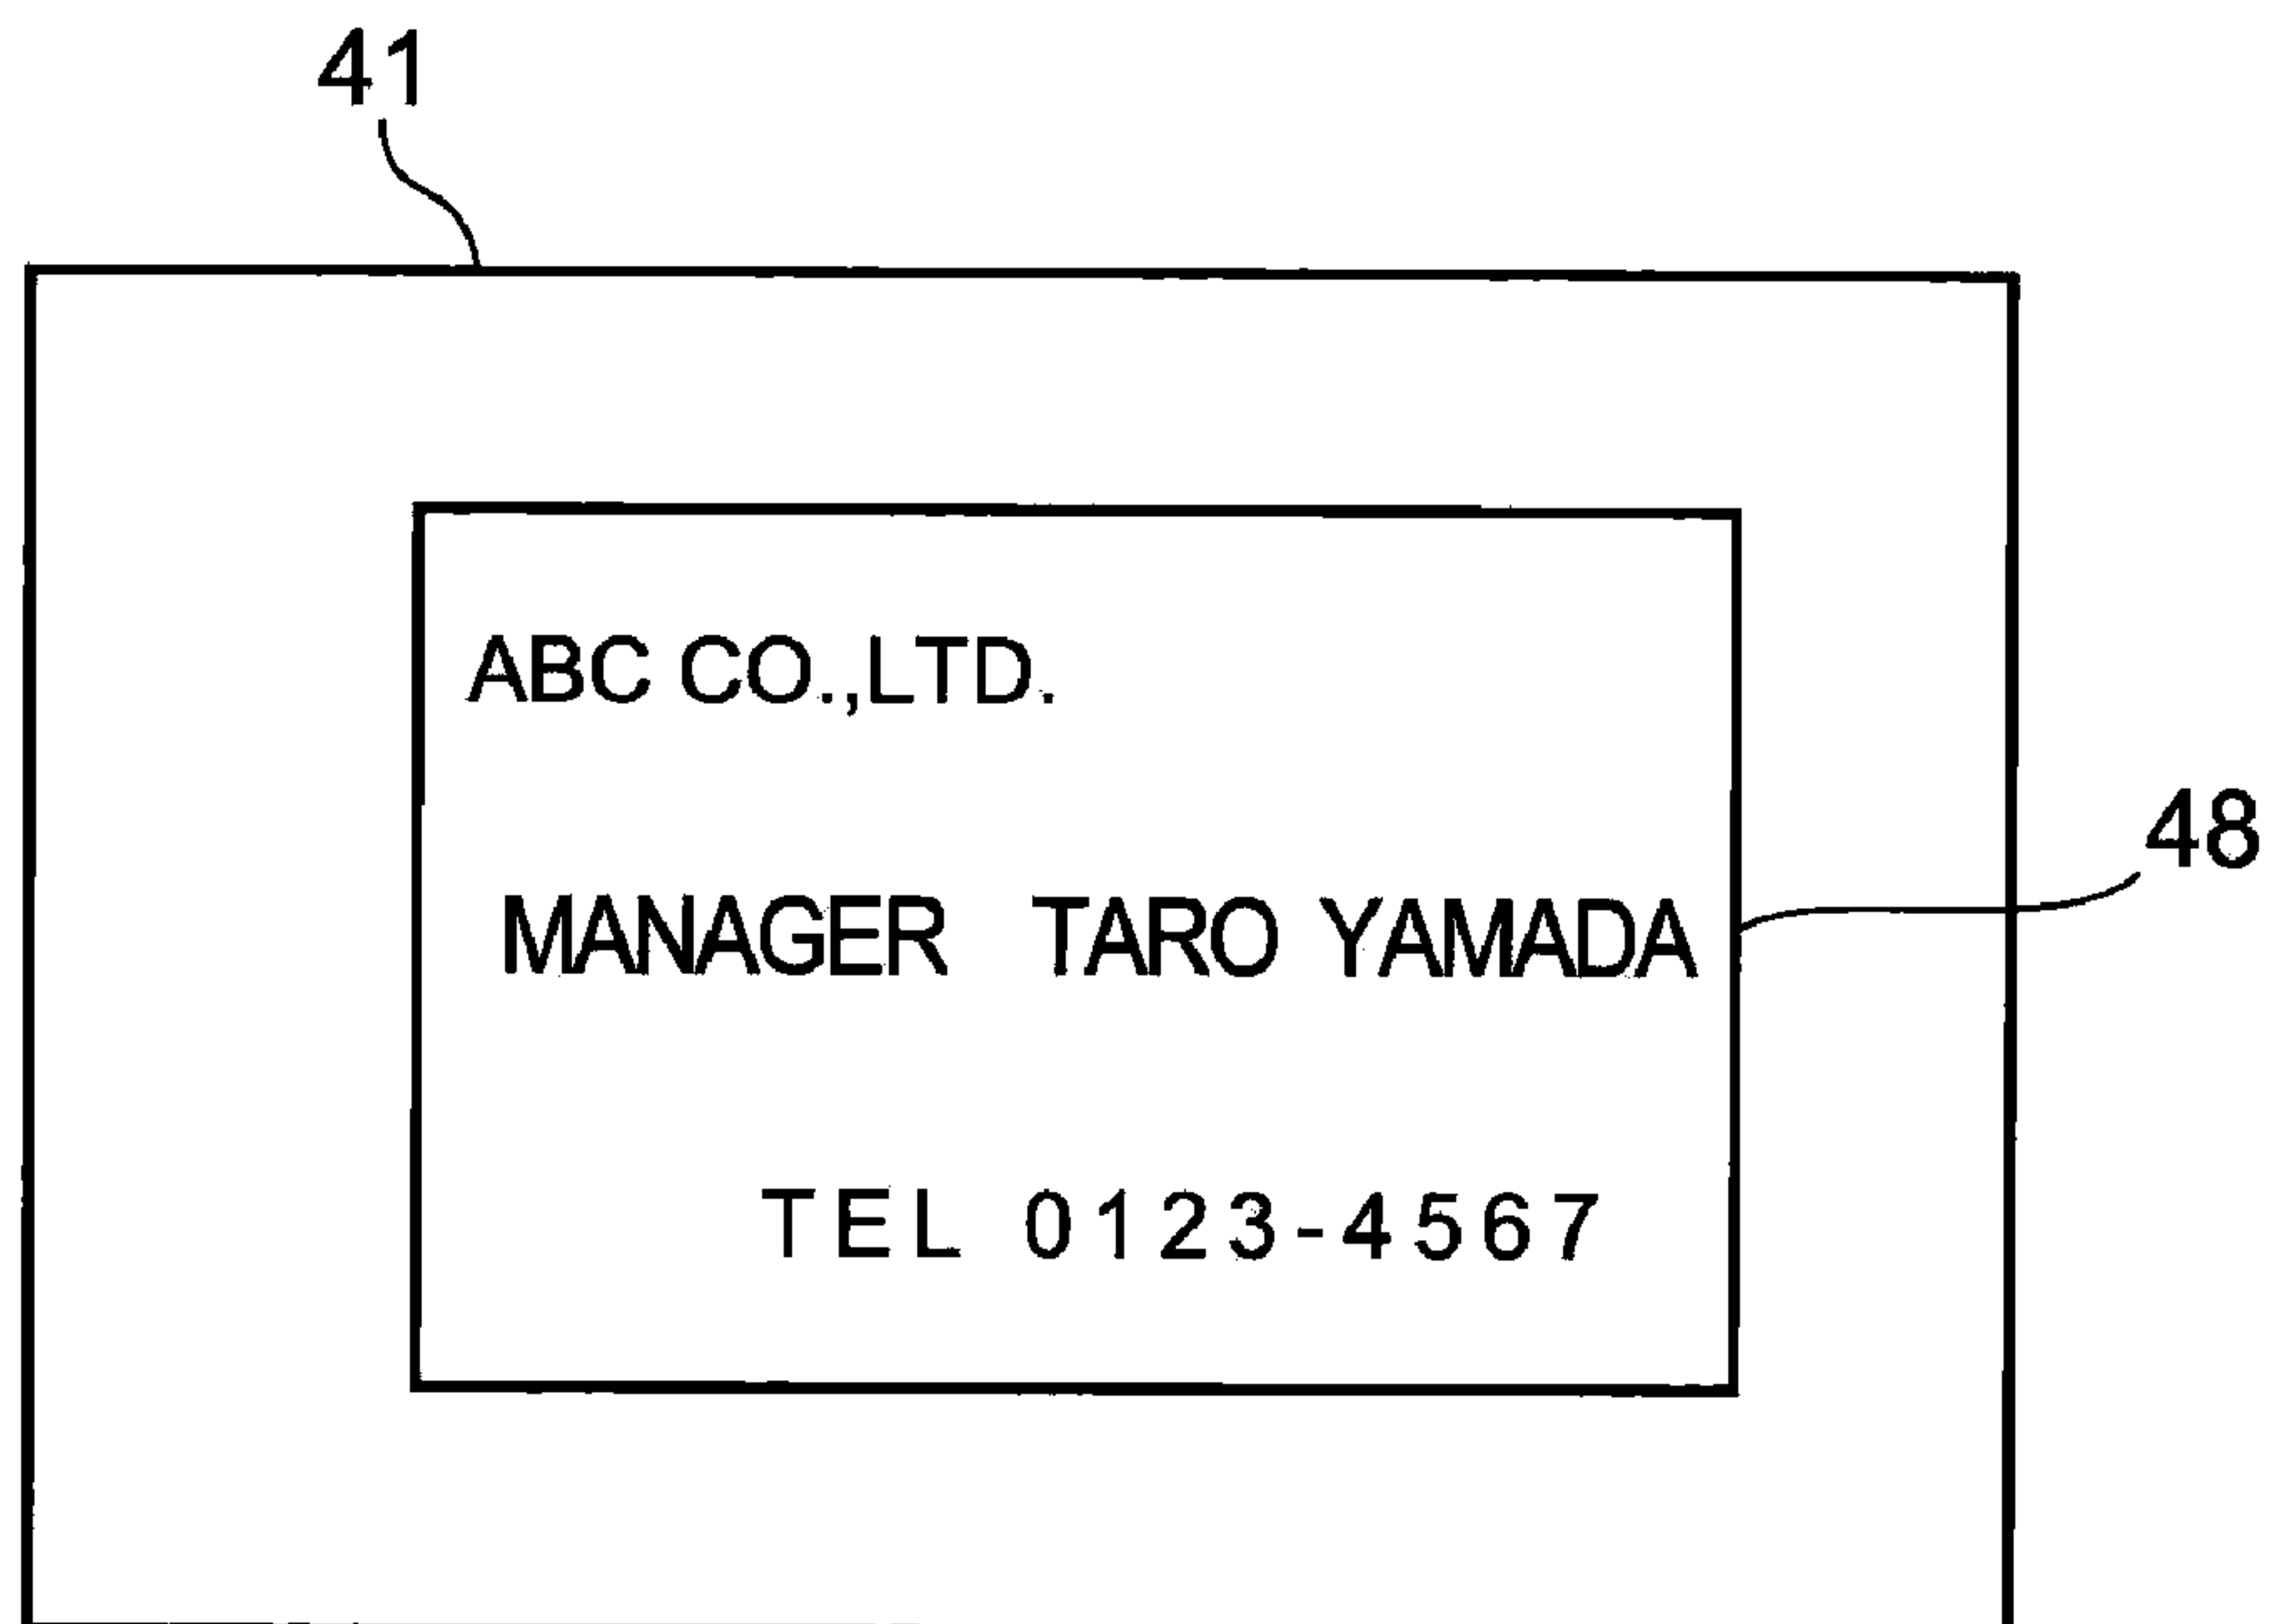 41
ABC CO.,LTD.
48
MANAGER TARO YAMADA
TEL 0123-4567